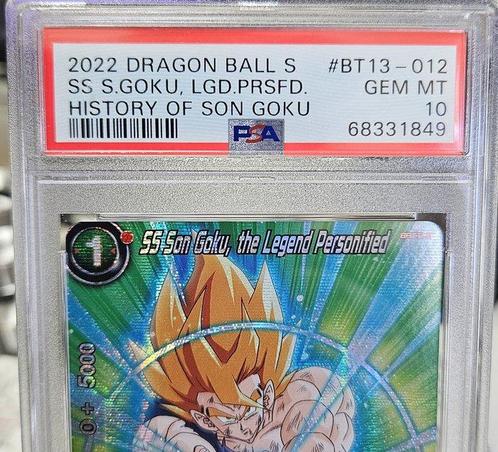 2022 DRAGON BALL S #BT13-012
SS S.GOKU, LGD.PRSFD. GEM MT
HISTORY OF SON GOKU 10
PSA 68331849
1 SS Son Goku, the Legend Personified
0+ 5000